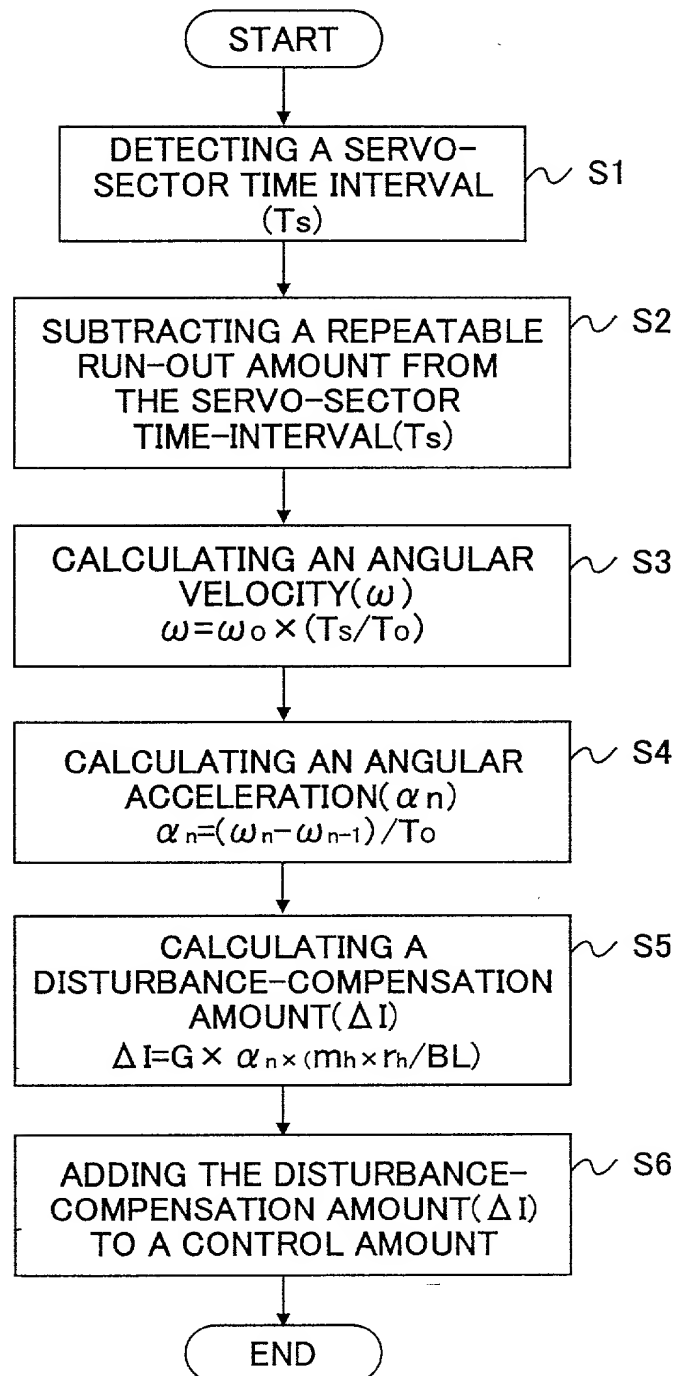 START
DETECTING A SERVO-
SECTOR TIME INTERVAL
(Ts)
S1
SUBTRACTING A REPEATABLE
RUN-OUT AMOUNT FROM
THE SERVO-SECTOR
TIME-INTERVAL(Ts)
S2
CALCULATING AN ANGULAR
VELOCITY(ω)
ω=ωo×(Ts/To)
S3
CALCULATING AN ANGULAR
ACCELERATION(αn)
αn=(ωn-ωn-1)/To
S4
CALCULATING A
DISTURBANCE-COMPENSATION
AMOUNT(ΔI)
ΔI=G×αn×(mh×rh/BL)
S5
ADDING THE DISTURBANCE-
COMPENSATION AMOUNT(ΔI)
TO A CONTROL AMOUNT
S6
END